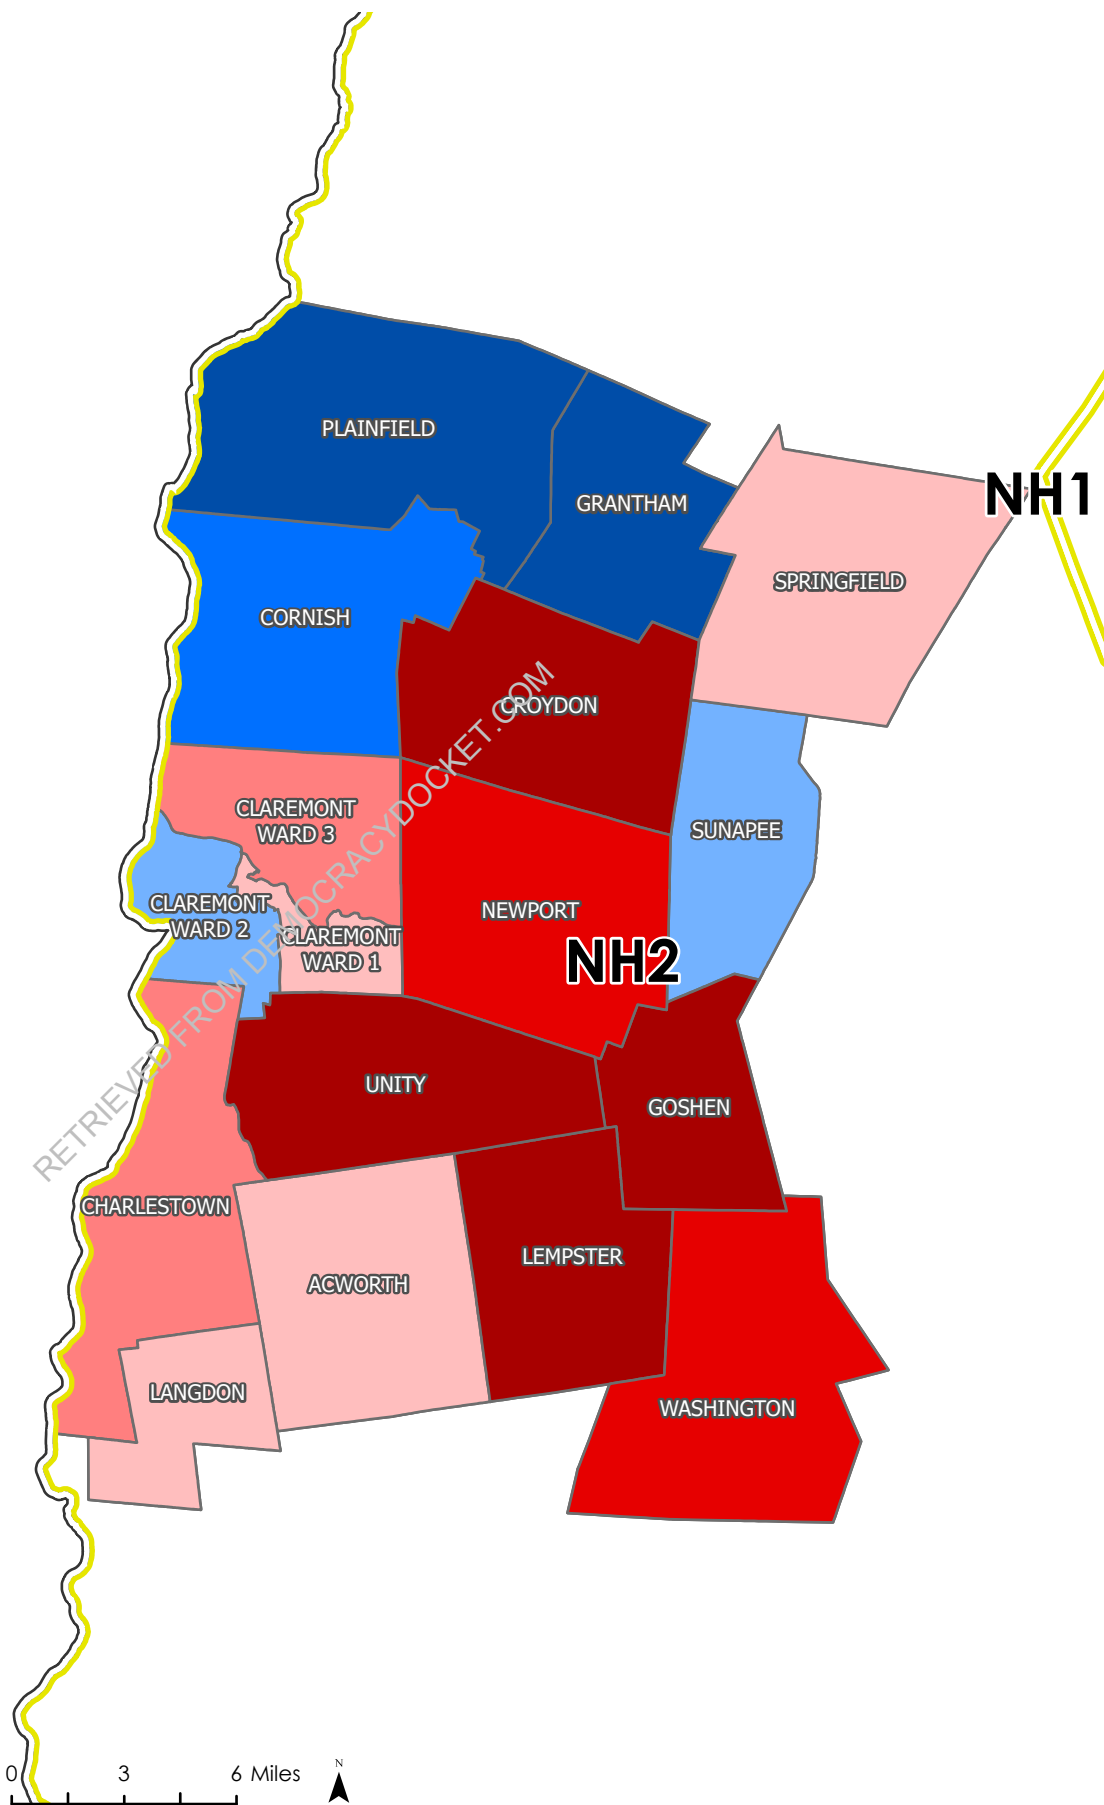 PLAINFIELD
GRANTHAM
NH1
SPRINGFIELD
CORNISH
CROYDON
CLAREMONT
WARD 3
SUNAPEE
CLAREMONT
WARD 2
NEWPORT
CLAREMONT
WARD 1
NH2
RETRIEVED FROM DEMOCRACYDOCKET.COM
UNITY
GOSHEN
CHARLESTOWN
LEMPSTER
ACWORTH
LANGDON
WASHINGTON
N
0 3 6 Miles